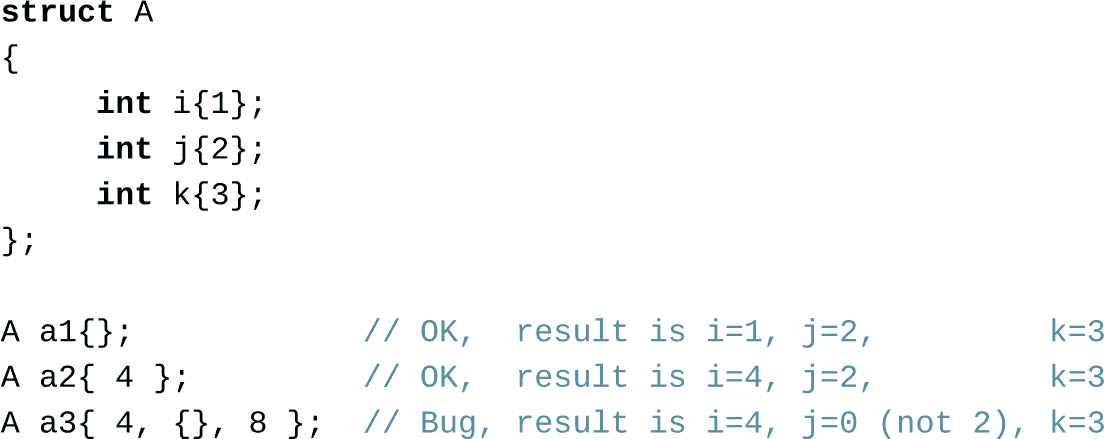 struct A
{
int i{1};
int j{2};
int k{3};
};
A a1{}; // OK, result is i=1, j=2, k=3
A a2{ 4 }; // OK, result is i=4, j=2, k=3
A a3{ 4, {}, 8 }; // Bug, result is i=4, j=0 (not 2), k=3